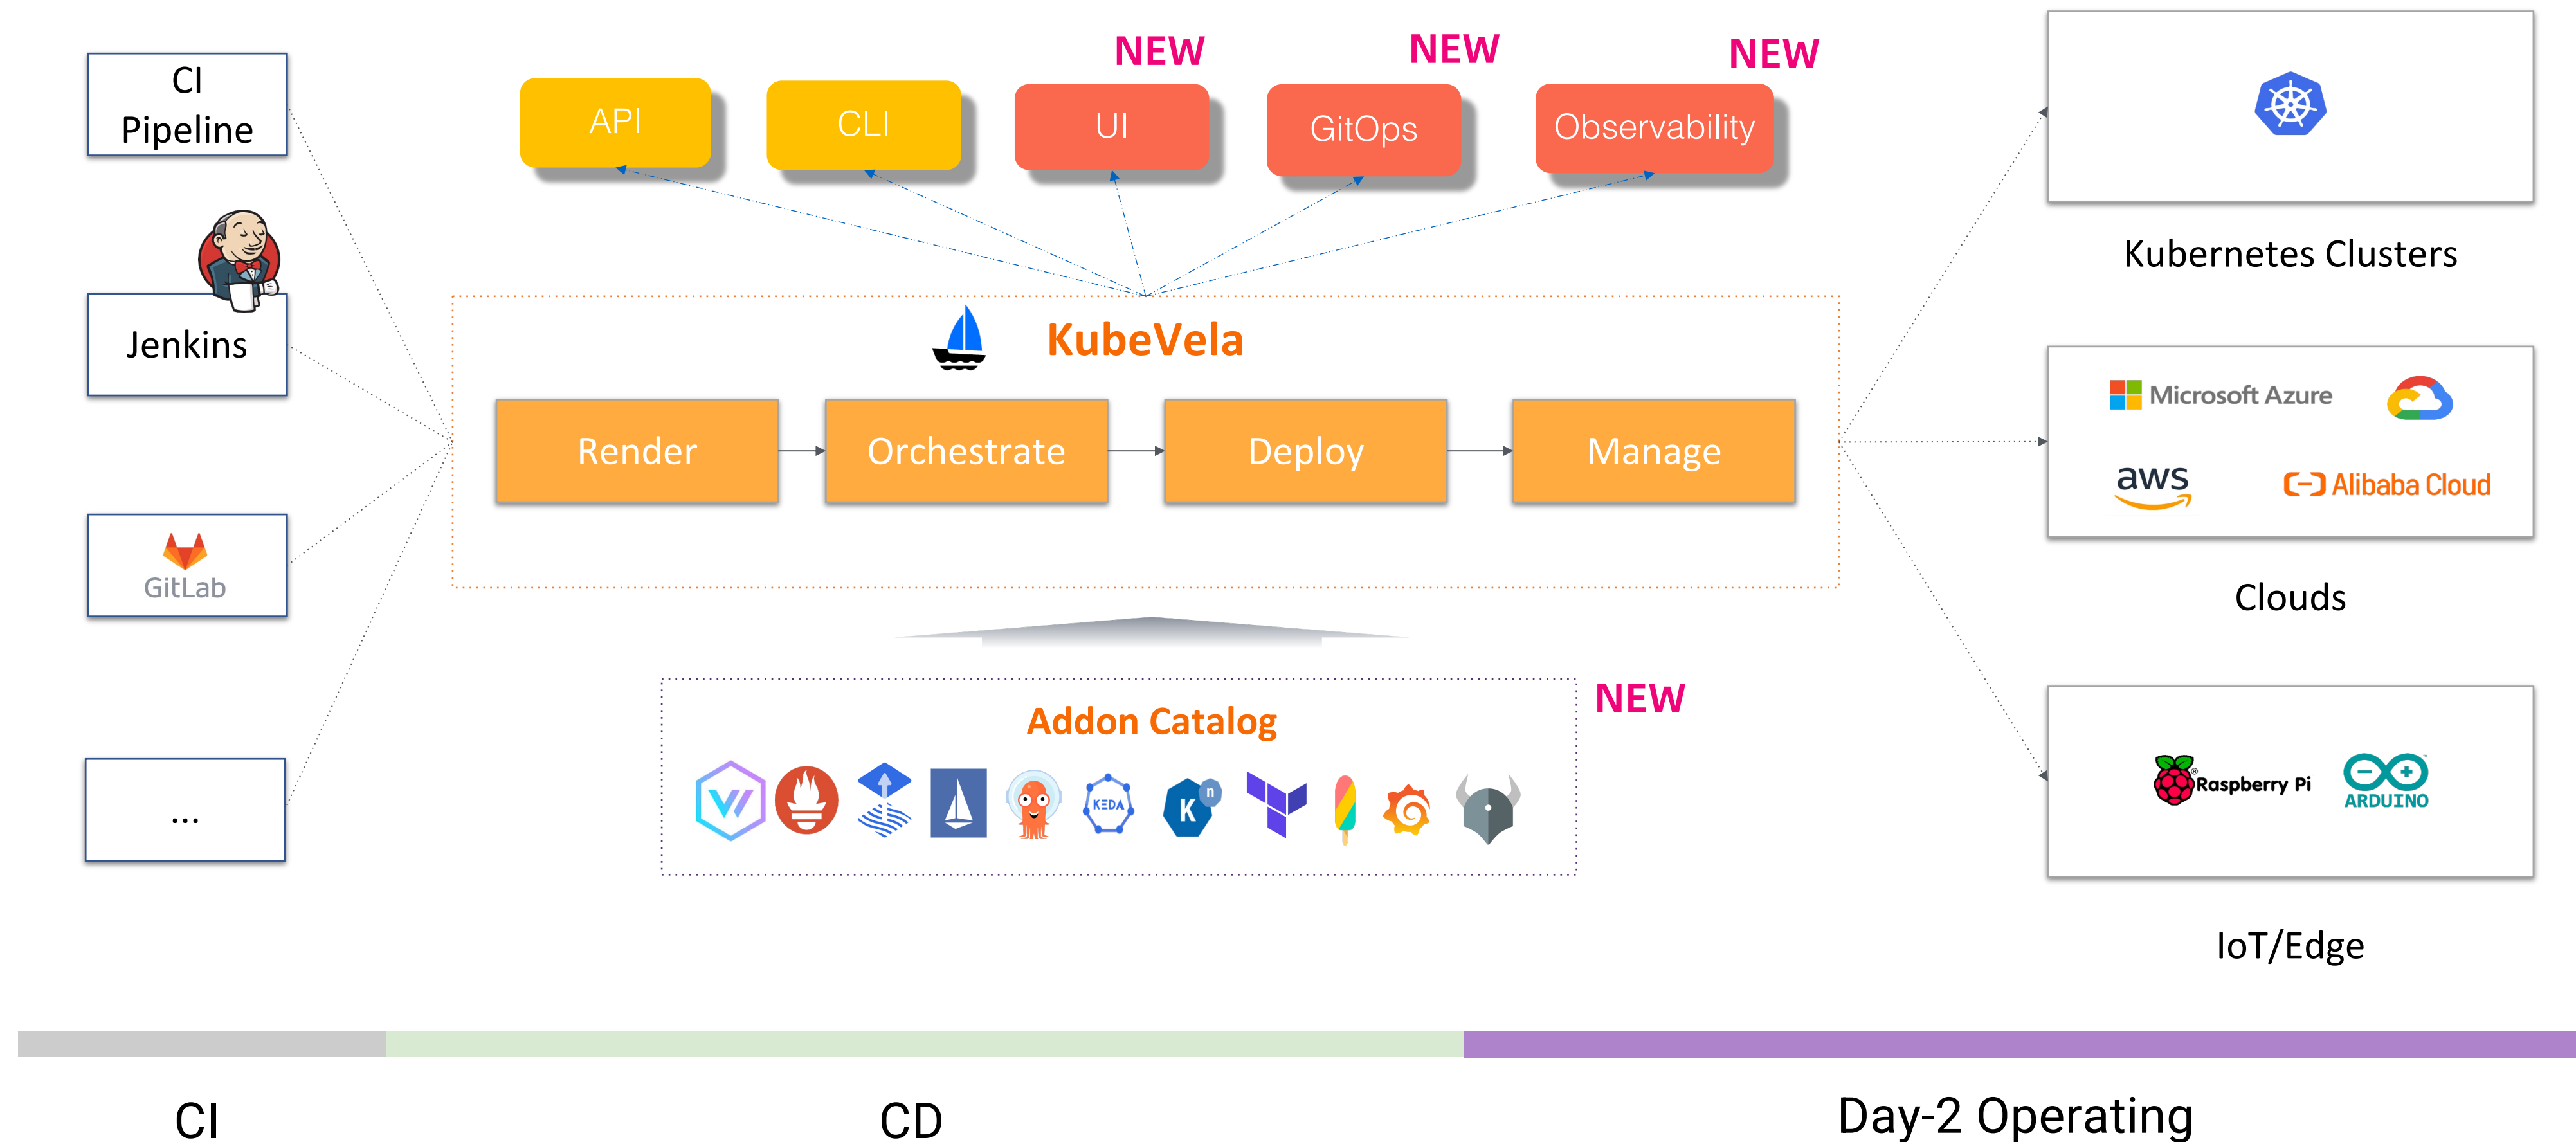 CI
Pipeline
Jenkins
GitLab
...
NEW
NEW
NEW
API
CLI
UI
GitOps
Observability
KubeVela
Render
Orchestrate
Deploy
Manage
Addon Catalog
NEW
KEDA
K
n
Kubernetes Clusters
Microsoft Azure
aws
Alibaba Cloud
Clouds
Raspberry Pi
ARDUINO
IoT/Edge
CI
CD
Day-2 Operating